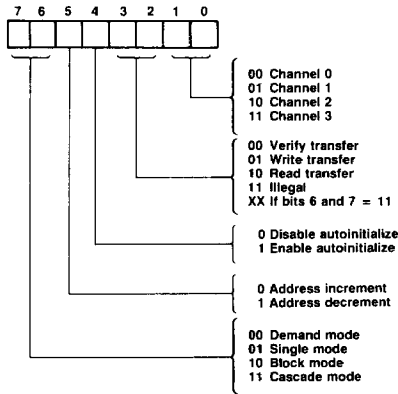 7 6 5 4 3 2 1 0
00 Channel 0
01 Channel 1
10 Channel 2
11 Channel 3
00 Verify transfer
01 Write transfer
10 Read transfer
11 Illegal
XX If bits 6 and 7 = 11
0 Disable autoinitialize
1 Enable autoinitialize
0 Address increment
1 Address decrement
00 Demand mode
01 Single mode
10 Block mode
11 Cascade mode